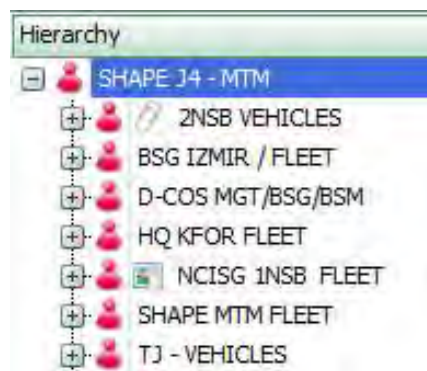 Hierarchy
SHAPE J4 - MTM
2NSB VEHICLES
BSG IZMIR / FLEET
D-COS MGT/BSG/BSM
HQ KFOR FLEET
NCISG 1NSB FLEET
SHAPE MTM FLEET
TJ - VEHICLES